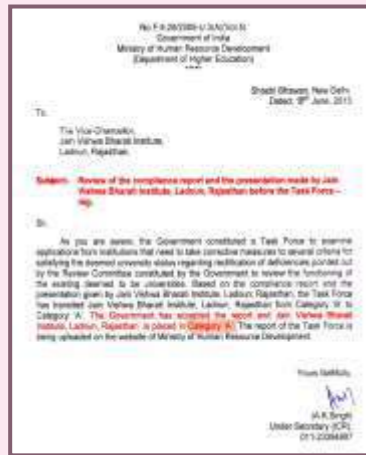 Government of India
Ministry of Human Resource Development
(Department of Higher Education)
Shastri Bhawan, New Delhi
Dated, June, 2013
To,
The Vice-Chancellor,
Jain Vishwa Bharati Institute,
Ladnun, Rajasthan.
Subject: Review of the compliance report and the presentation made by Jain
Vishwa Bharati Institute, Ladnun, Rajasthan before the Task Force –
reg.
Sir,
As you are aware, the Government constituted a Task Force to examine
applications from institutions that need to take corrective measures to several criteria for
satisfying the deemed university status regarding rectification of deficiencies pointed out
by the Review Committee constituted by the Government to review the functioning of
the existing deemed to be universities. Based on the compliance report and the
presentation given by Jain Vishwa Bharati Institute, Ladnun, Rajasthan, the Task Force
has Jain Vishwa Bharati Institute, Ladnun, Rajasthan from Category to
Category 'A'. The Government has accepted the report and Jain Vishwa Bharati
Institute, Ladnun, Rajasthan is placed in Category 'A'. The report of the Task Force is
being uploaded on the website of Ministry of Human Resource Development.
Yours faithfully,
Under Secretary